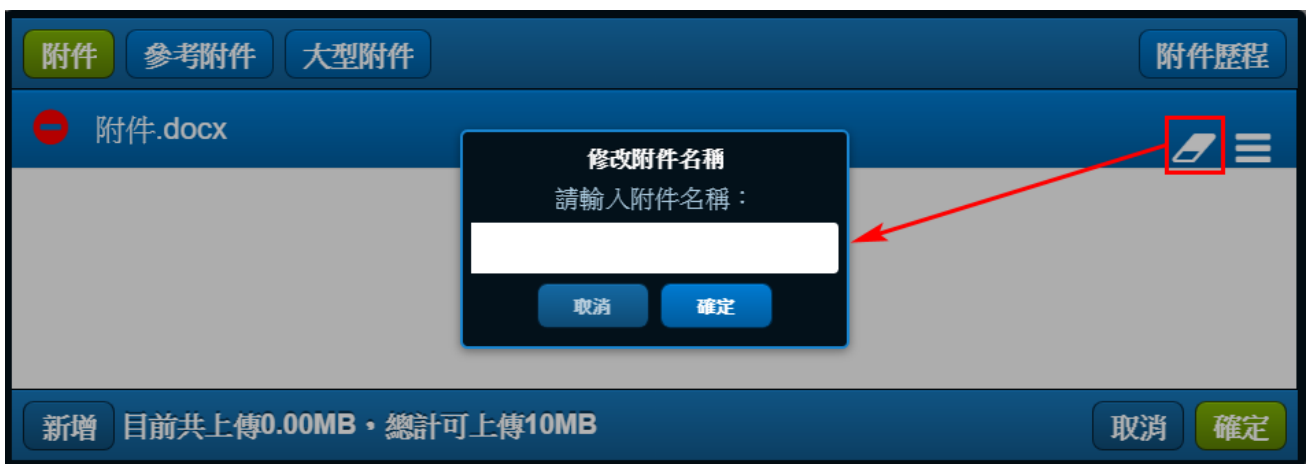 附件 參考附件 大型附件 附件歷程
附件.docx
修改附件名稱
請輸入附件名稱：
取消 確定
新增 目前共上傳0.00MB，總計可上傳10MB 取消 確定